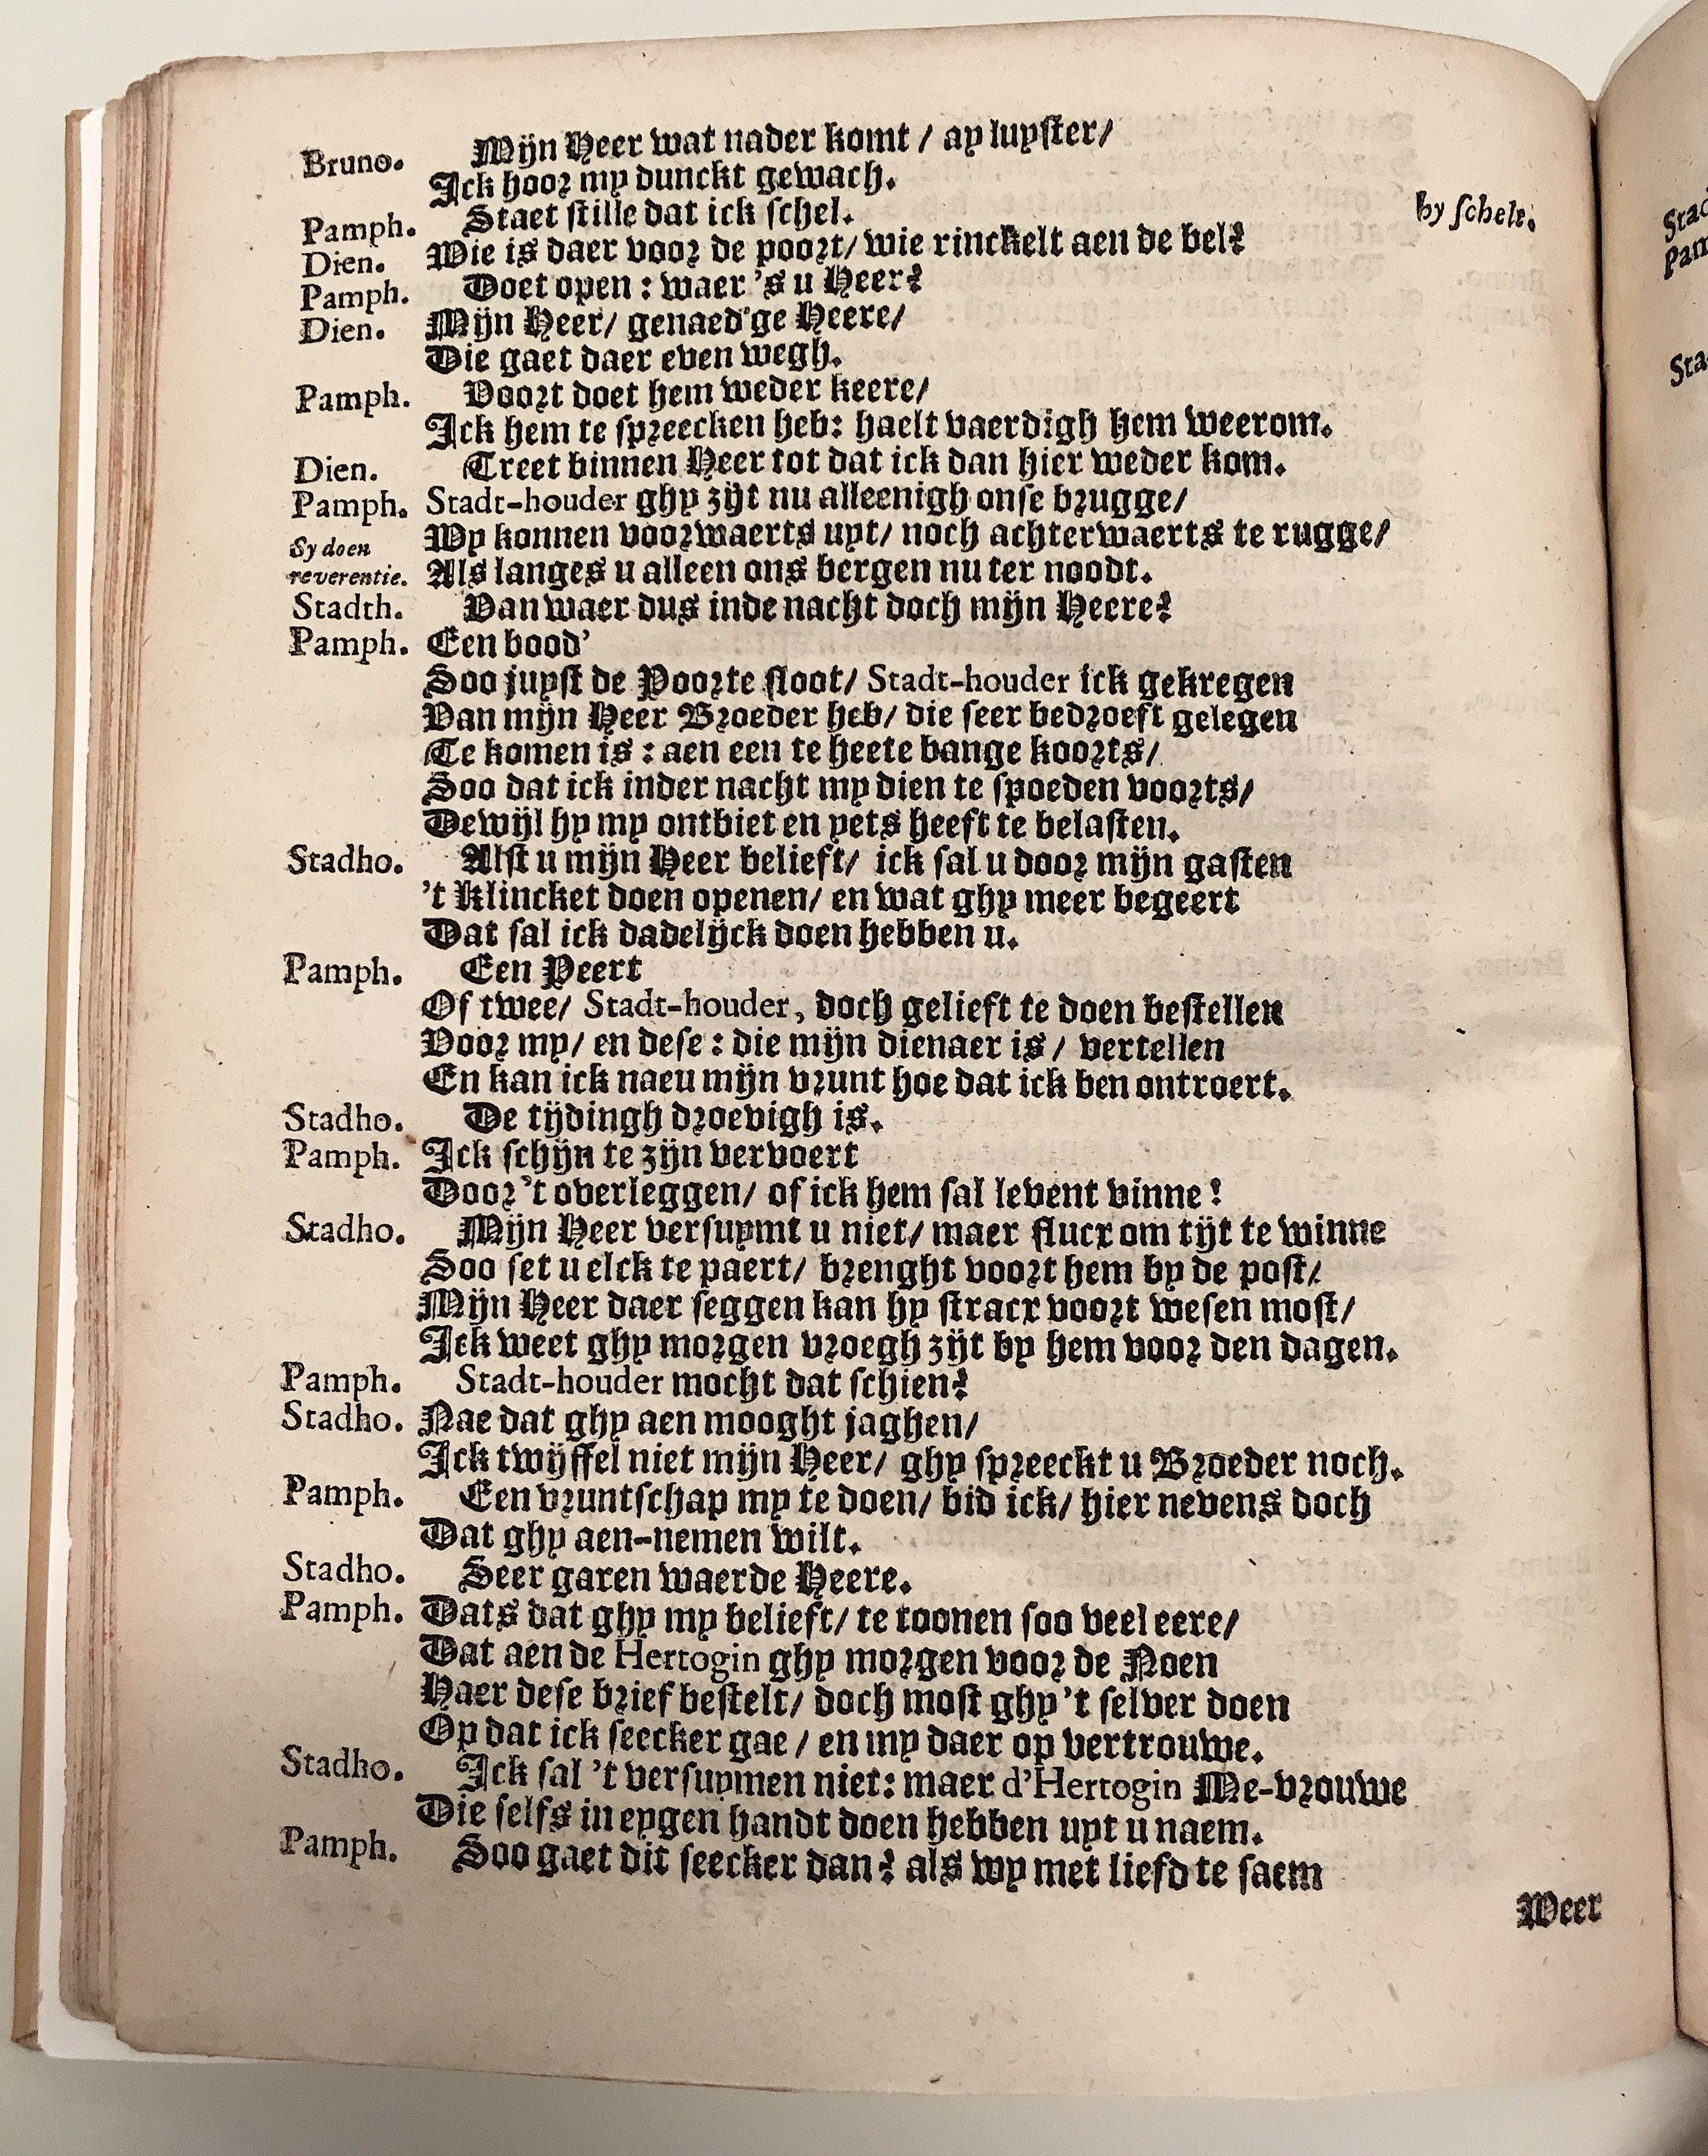 Bruno. Mijn Heer wat nader komt / ay luyster/
Ick hoor my dunckt gewach.
Pamph. Staet stille dat ick schel. hy schelt.
Dien. Wie is daer voor de poort/ wie rinckelt aen de bel?
Pamph. Doet open : waer 's u Heer?
Dien. Mijn Heer/ genaed'ge Heere/
Die gaet daer even wegh.
Pamph. Voort doet hem weder keere/
Ick hem te spreecken heb: haelt vaerdigh hem weerom.
Dien. Treet binnen Heer tot dat ick dan hier weder kom.
Pamph. Stadt-houder ghy zijt nu alleenigh onse brugge/
Wy konnen voorwaerts uyt/ noch achterwaerts te rugge/
Sy doen
reverentie. Als langes u alleen ons bergen nu ter noodt.
Stadth. Van waer dus inde nacht doch mijn Heere?
Pamph. Een bood'
Soo juyst de Poorte sloot/ Stadt-houder ick gekregen
Van mijn Heer Broeder heb/ die seer bedroeft gelegen
Te komen is : aen een te heete bange koorts/
Soo dat ick inder nacht my dien te spoeden voorts/
Dewijl hy my ontbiet en yets heeft te belasten.
Stadho. Alst u mijn Heer belieft/ ick sal u door mijn gasten
't Klincket doen openen/ en wat ghy meer begeert
Dat sal ick dadelijck doen hebben u.
Pamph. Een Peert
Of twee/ Stadt-houder, doch gelieft te doen bestellen
Voor my/ en dese : die mijn dienaer is / vertellen
En kan ick naeu mijn vrunt hoe dat ick ben ontroert.
Stadho. De tijdingh droevigh is.
Pamph. Ick schijn te zijn vervoert
Door 't overleggen/ of ick hem sal levent vinne !
Stadho. Mijn Heer versuymt u niet/ maer flucx om tijt te winne
Soo set u elck te paert/ brenght voort hem by de post/
Mijn Heer daer seggen kan hy stracx voort wesen most/
Ick weet ghy morgen vroegh zijt by hem voor den dagen.
Pamph. Stadt-houder mocht dat schien?
Stadho. Nae dat ghy aen mooght jaghen/
Ick twijffel niet mijn Heer/ ghy spreeckt u Broeder noch.
Pamph. Een vruntschap my te doen/ bid ick/ hier nevens doch
Dat ghy aen-nemen wilt.
Stadho. Seer garen waerde Heere.
Pamph. Dats dat ghy my belieft/ te toonen soo veel eere/
Dat aen de Hertogin ghy morgen voor de Noen
Haer dese brief bestelt/ doch most ghy 't selver doen
Op dat ick seecker gae / en my daer op vertrouwe.
Stadho. Ick sal 't versuymen niet: maer d'Hertogin Me-vrouwe
Die selfs in eygen handt doen hebben uyt u naem.
Pamph. Soo gaet dit seecker dan? als wy met liefd te saem
Weer